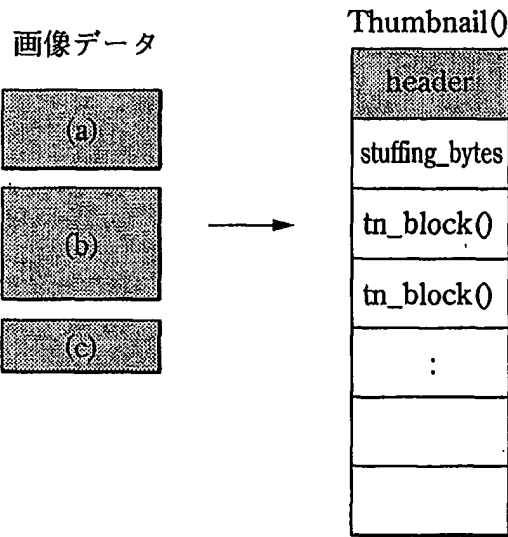 画像データ
(a)
(b)
(c)
Thumbnail()
header
stuffing_bytes
tn_block()
tn_block()
: